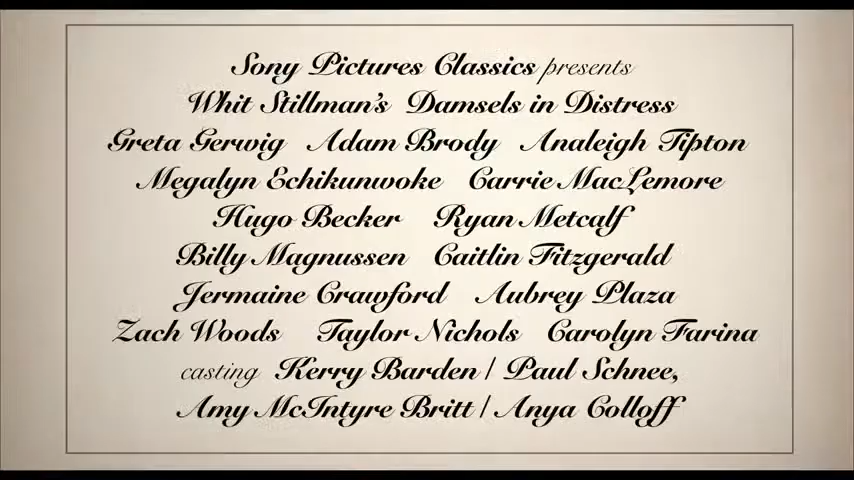 Sony Pictures Classics presents
Whit Stillman's Damsels in Distress
Greta Gerwig Adam Brody Analeigh Tipton
Megalyn Echikunwoke Carrie MacLemore
Hugo Becker Ryan Metcalf
Billy Magnussen Caitlin Fitzgerald
Jermaine Crawford Aubrey Plaza
Zach Woods Taylor Nichols Carolyn Farina
casting Kerry Barden / Paul Schnee,
Amy McIntyre Britt / Anya Colloff